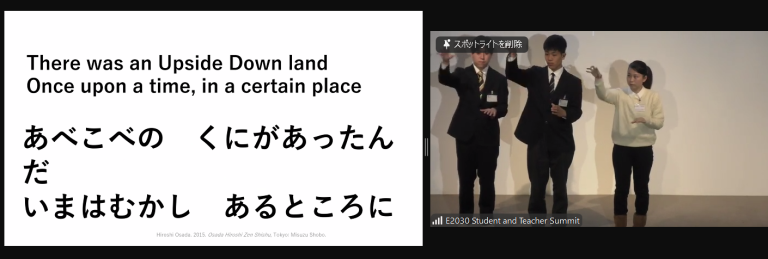 There was an Upside Down land
Once upon a time, in a certain place
あべこべの　くにがあったん
だ
いまはむかし　あるところに
Hiroshi Osada, 2015, Osada Hiroshi Zen Shishu, Tokyo: Misuzu Shobo.
スポットライトを削除
E2030 Student and Teacher Summit